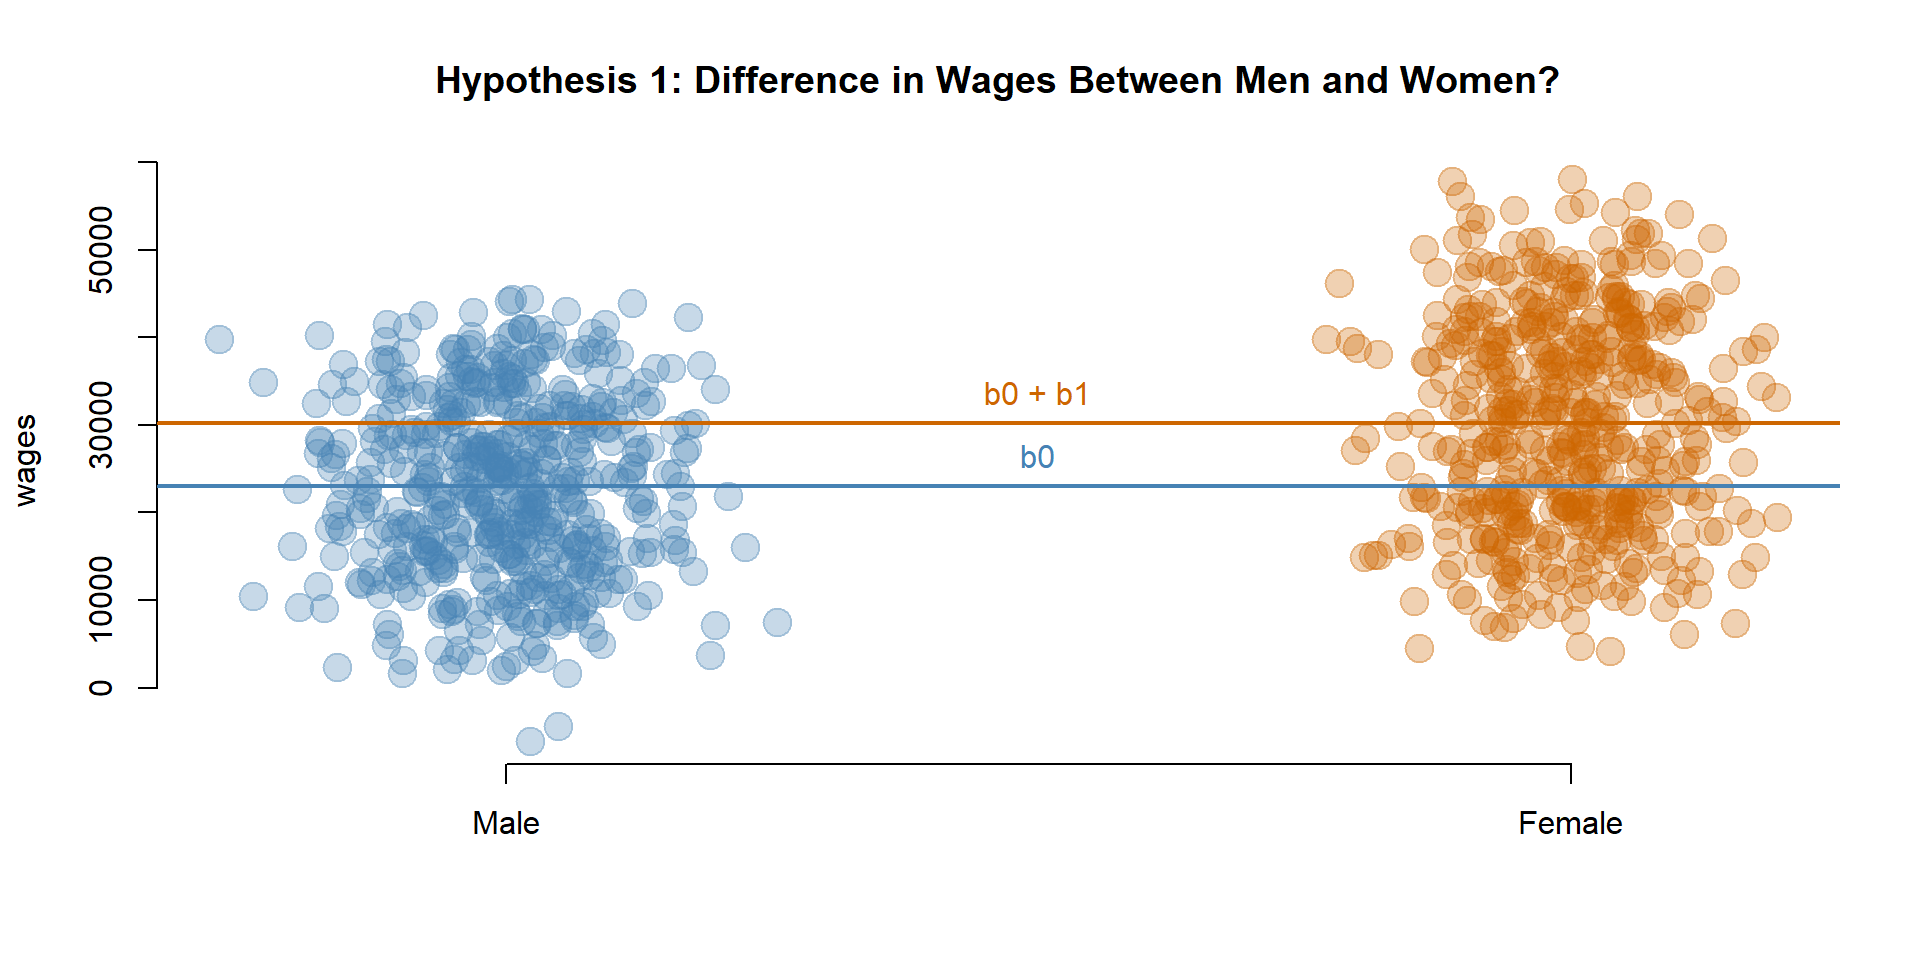 Hypothesis 1: Difference in Wages Between Men and Women?
wages
50000
30000
10000
0
b0 + b1
b0
Male
Female